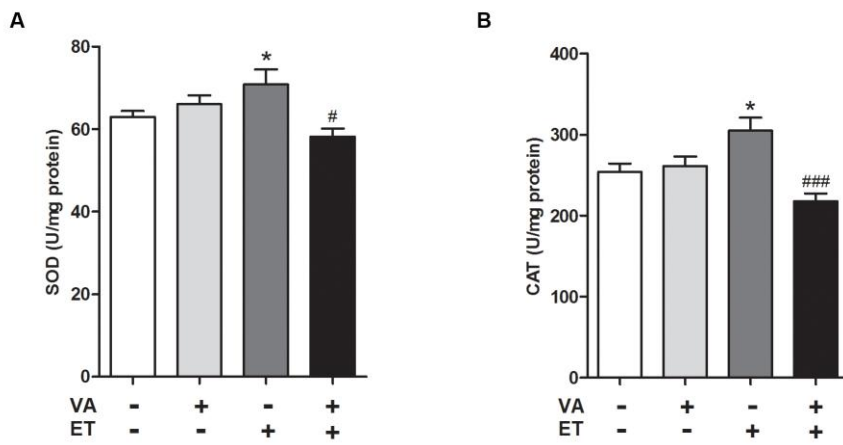 A
B
SOD (U/mg protein)
80
60
40
20
0
*
#
VA - + - +
ET - - + +
CAT (U/mg protein)
400
300
200
100
0
*
###
VA - + - +
ET - - + +